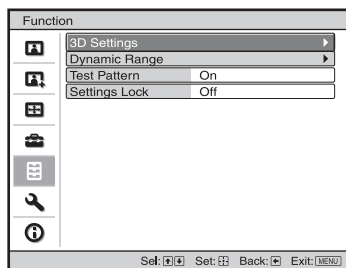 Function
3D Settings
Dynamic Range
Test Pattern On
Settings Lock Off
Sel: Set: Back: Exit: MENU